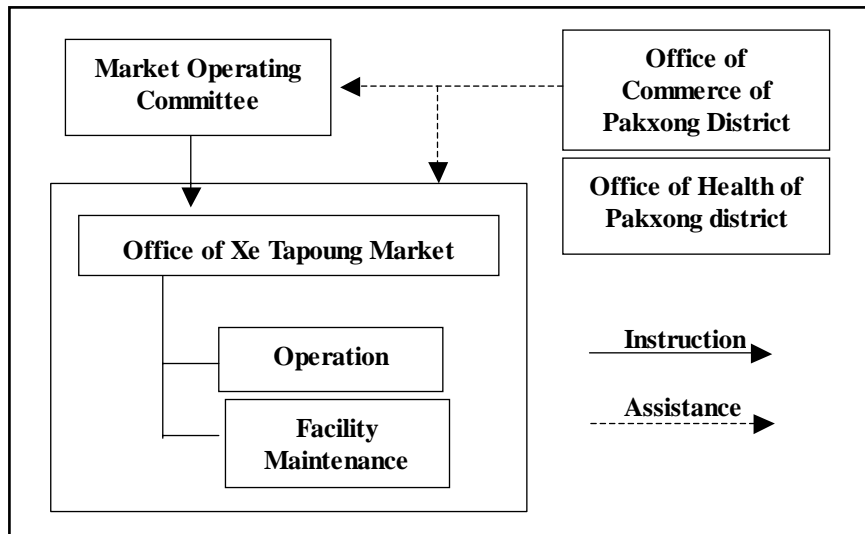 Market Operating
Committee
Office of
Commerce of
Pakxong District
Office of Health of
Pakxong district
Office of Xe Tapoung Market
Operation
Facility
Maintenance
Instruction
Assistance